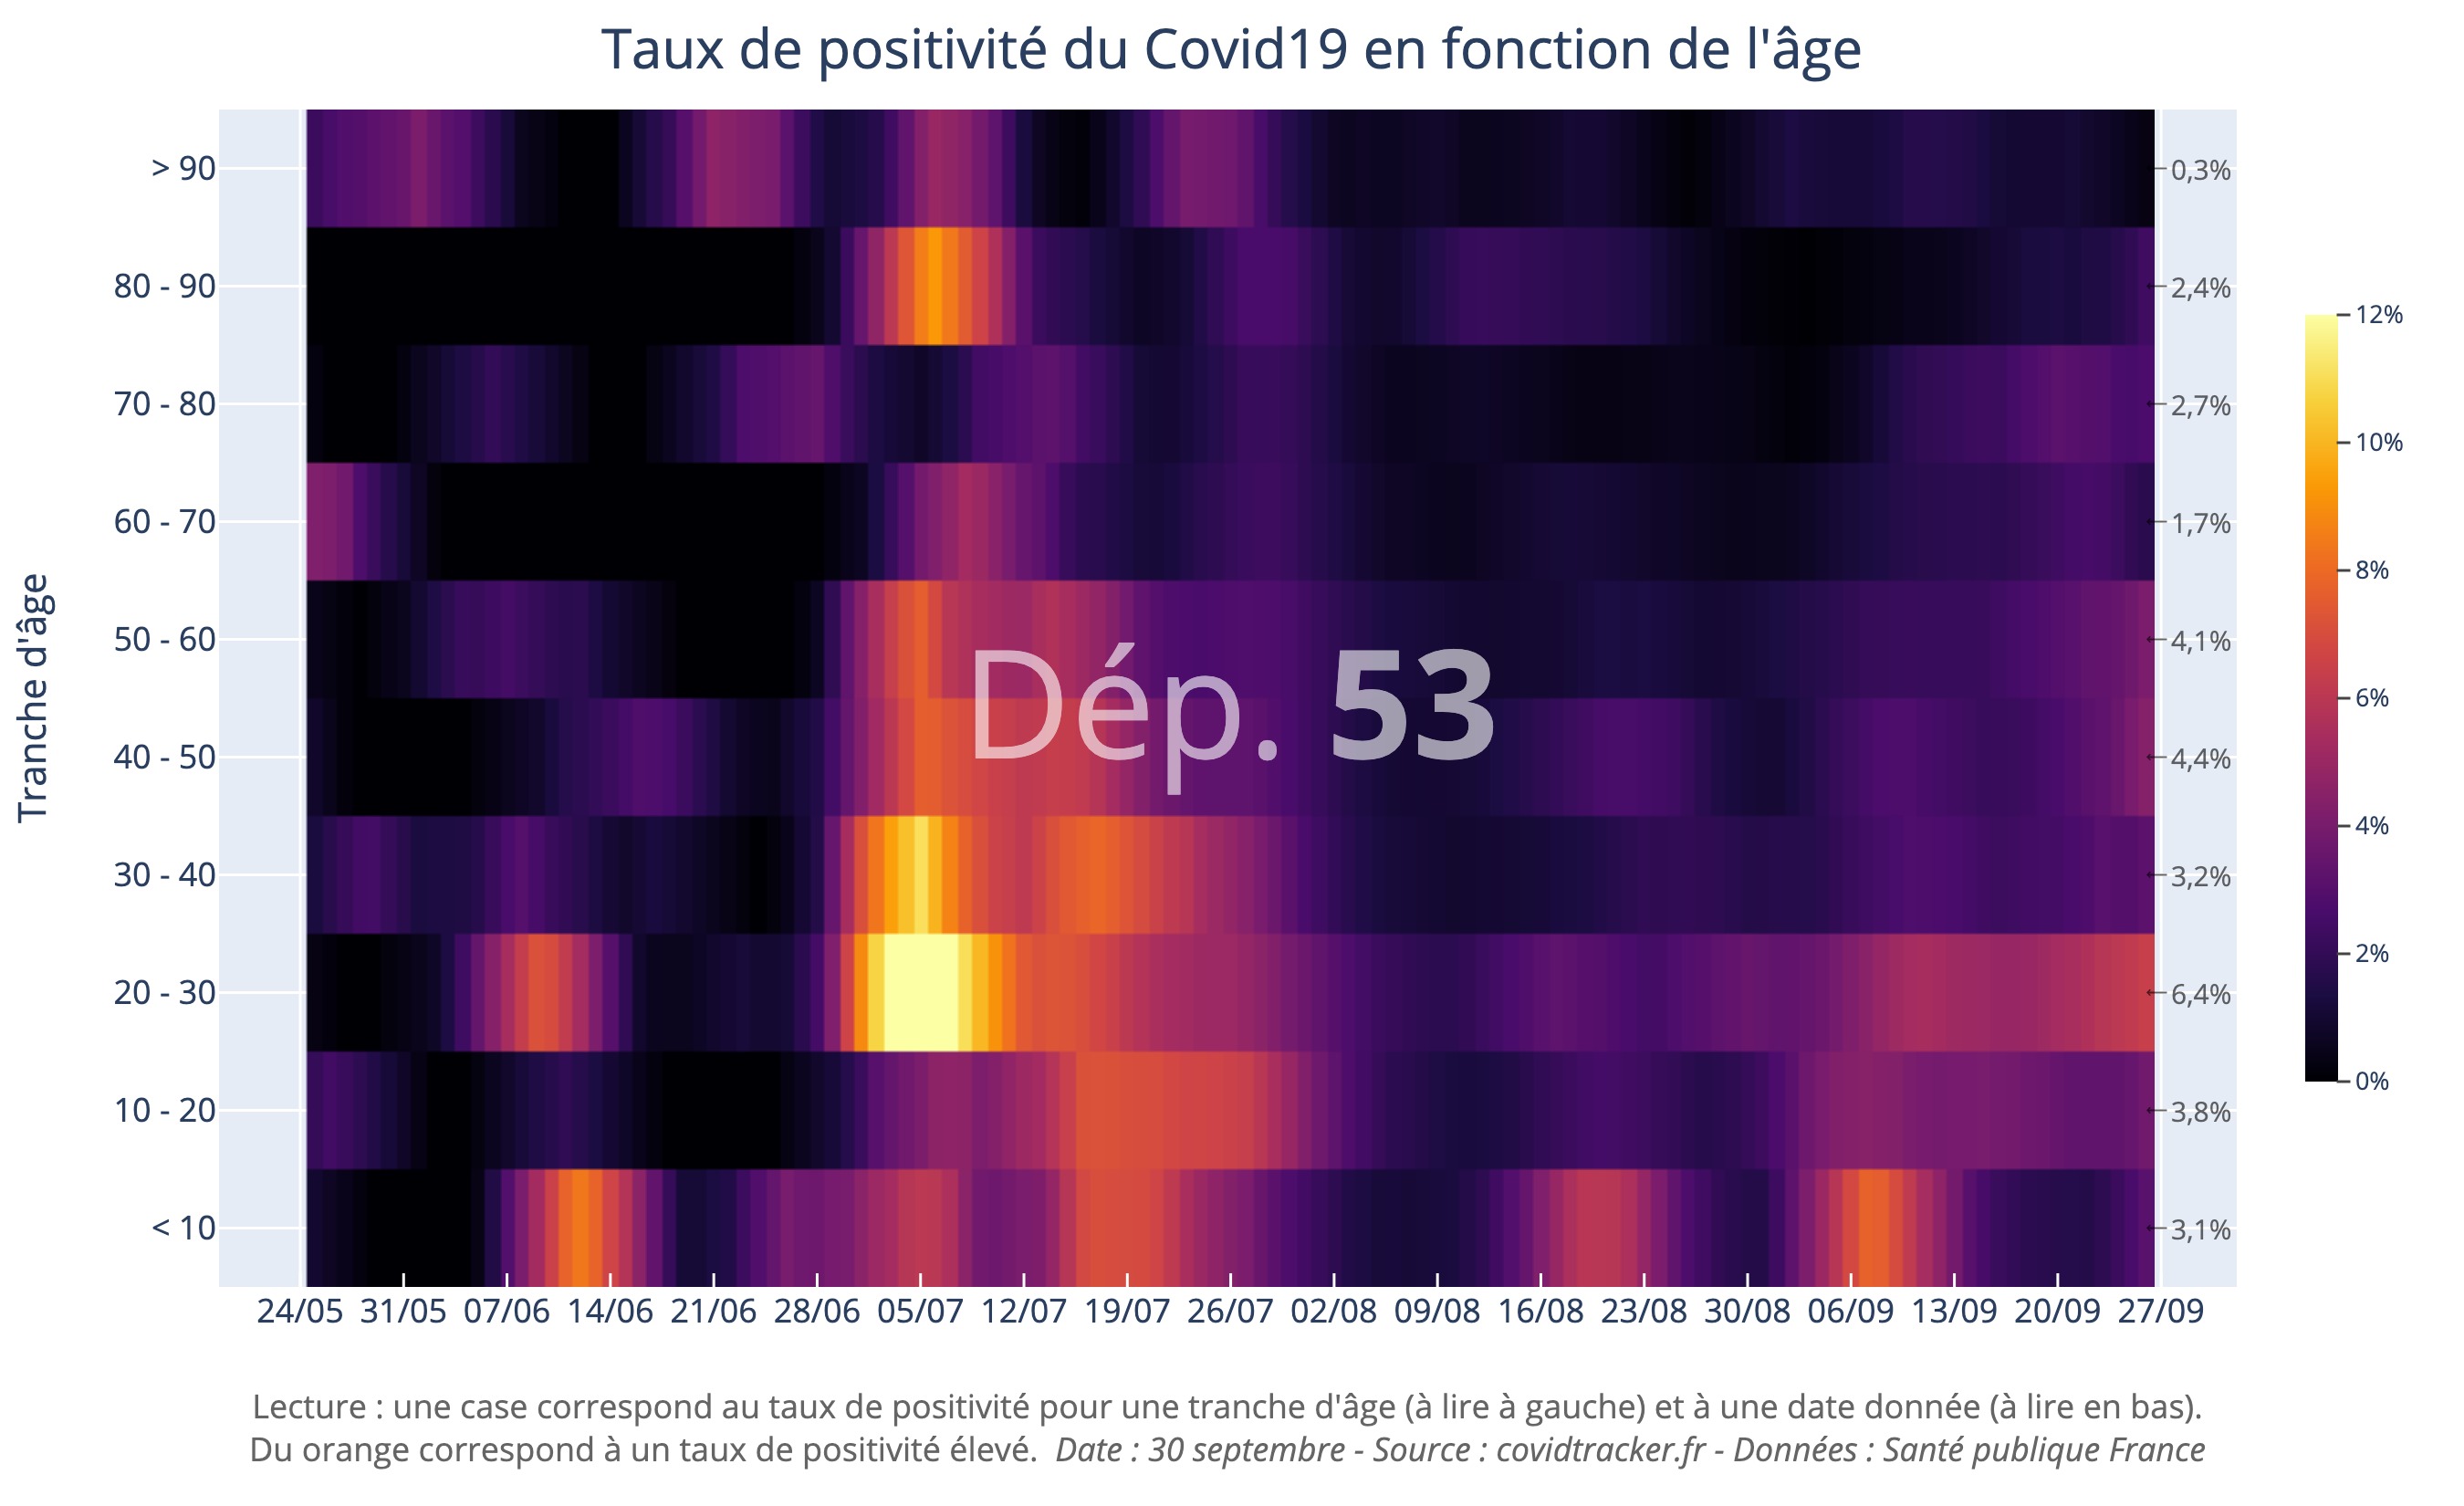 Taux de positivité du Covid19 en fonction de l'âge
Tranche d'âge
> 90
80 - 90
70 - 80
60 - 70
50 - 60
40 - 50
30 - 40
20 - 30
10 - 20
< 10
Dép. 53
0,3%
2,4%
2,7%
1,7%
4,1%
4,4%
3,2%
6,4%
3,8%
3,1%
12%
10%
8%
6%
4%
2%
0%
24/05 31/05 07/06 14/06 21/06 28/06 05/07 12/07 19/07 26/07 02/08 09/08 16/08 23/08 30/08 06/09 13/09 20/09 27/09
Lecture : une case correspond au taux de positivité pour une tranche d'âge (à lire à gauche) et à une date donnée (à lire en bas).
Du orange correspond à un taux de positivité élevé. Date : 30 septembre - Source : covidtracker.fr - Données : Santé publique France